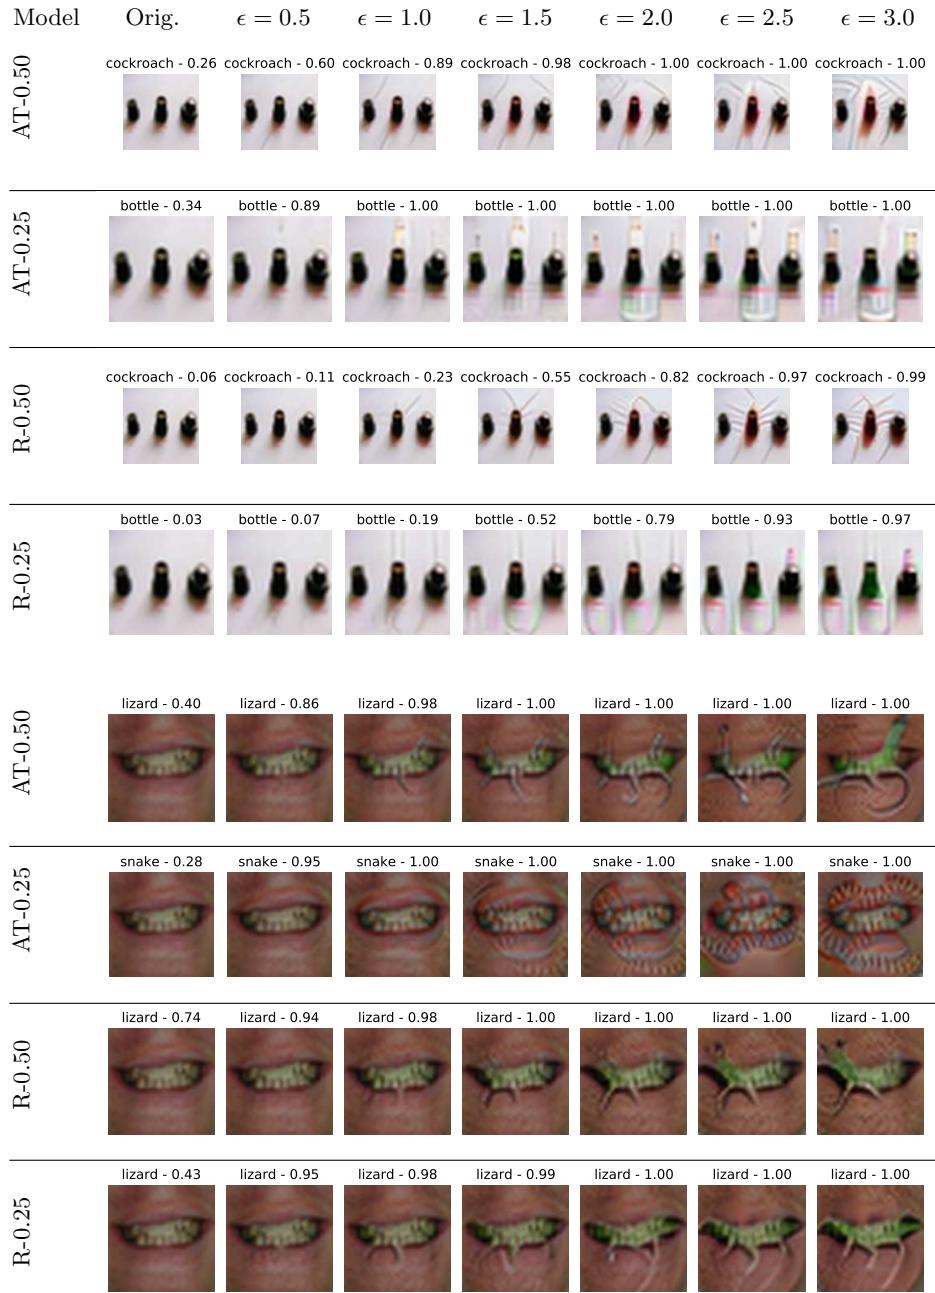 Model Orig. ϵ = 0.5 ϵ = 1.0 ϵ = 1.5 ϵ = 2.0 ϵ = 2.5 ϵ = 3.0
AT-0.50
cockroach - 0.26 cockroach - 0.60 cockroach - 0.89 cockroach - 0.98 cockroach - 1.00 cockroach - 1.00 cockroach - 1.00
AT-0.25
bottle - 0.34 bottle - 0.89 bottle - 1.00 bottle - 1.00 bottle - 1.00 bottle - 1.00 bottle - 1.00
R-0.50
cockroach - 0.06 cockroach - 0.11 cockroach - 0.23 cockroach - 0.55 cockroach - 0.82 cockroach - 0.97 cockroach - 0.99
R-0.25
bottle - 0.03 bottle - 0.07 bottle - 0.19 bottle - 0.52 bottle - 0.79 bottle - 0.93 bottle - 0.97
AT-0.50
lizard - 0.40 lizard - 0.86 lizard - 0.98 lizard - 1.00 lizard - 1.00 lizard - 1.00 lizard - 1.00
AT-0.25
snake - 0.28 snake - 0.95 snake - 1.00 snake - 1.00 snake - 1.00 snake - 1.00 snake - 1.00
R-0.50
lizard - 0.74 lizard - 0.94 lizard - 0.98 lizard - 1.00 lizard - 1.00 lizard - 1.00 lizard - 1.00
R-0.25
lizard - 0.43 lizard - 0.95 lizard - 0.98 lizard - 0.99 lizard - 1.00 lizard - 1.00 lizard - 1.00